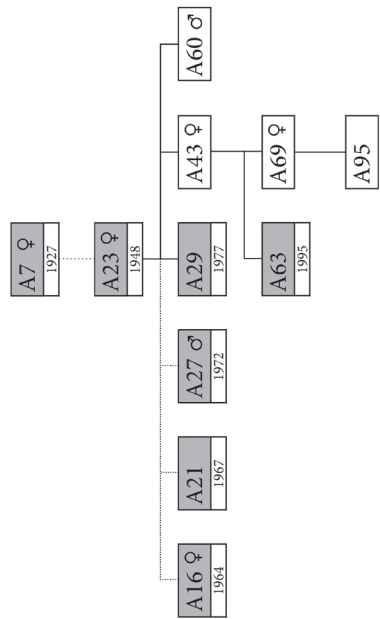 A7 ♀
1927
A23 ♀
1948
A16 ♀
1964
A21
1967
A27 ♂
1972
A29
1977
A43 ♀
A60 ♂
A63
1995
A69 ♀
A95